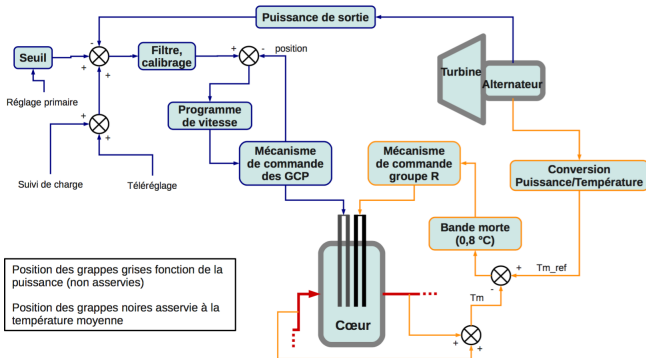 Puissance de sortie
Seuil
Filtre,
calibrage
position
Turbine
Alternateur
Réglage primaire
Programme
de vitesse
Suivi de charge
Téléréglage
Mécanisme
de commande
des GCP
Mécanisme
de commande
groupe R
Conversion
Puissance/Température
Bande morte
(0,8 °C)
Tm_ref
Tm
Cœur
Position des grappes grises fonction de la
puissance (non asservies)
Position des grappes noires asservie à la
température moyenne